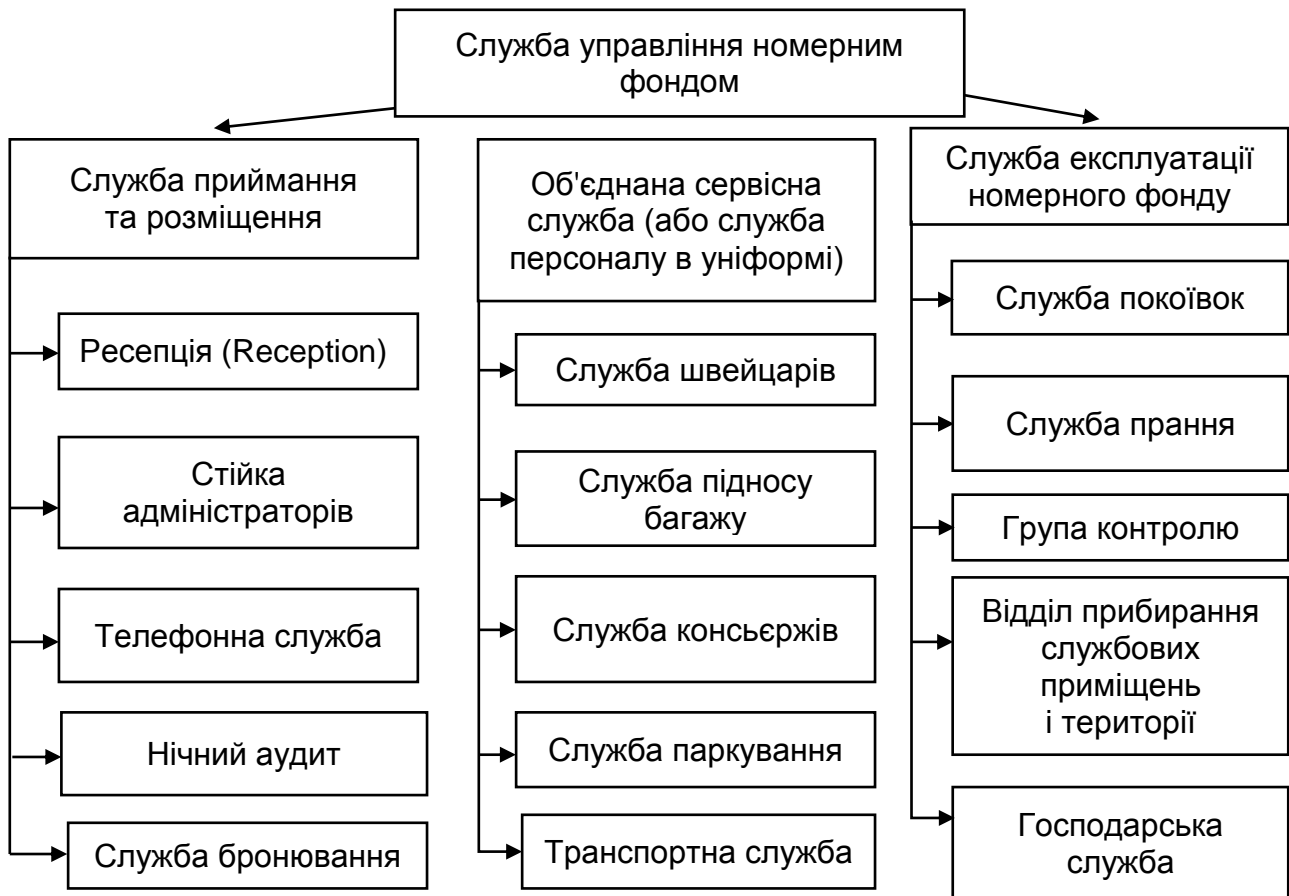 Служба управління номерним
фондом
Служба приймання
та розміщення
Ресепція (Reception)
Стійка
адміністраторів
Телефонна служба
Нічний аудит
Служба бронювання
Об'єднана сервісна
служба (або служба
персоналу в уніформі)
Служба швейцарів
Служба підносу
багажу
Служба консьєржів
Служба паркування
Транспортна служба
Служба експлуатації
номерного фонду
Служба покоївок
Служба прання
Група контролю
Відділ прибирання
службових
приміщень
і території
Господарська
служба